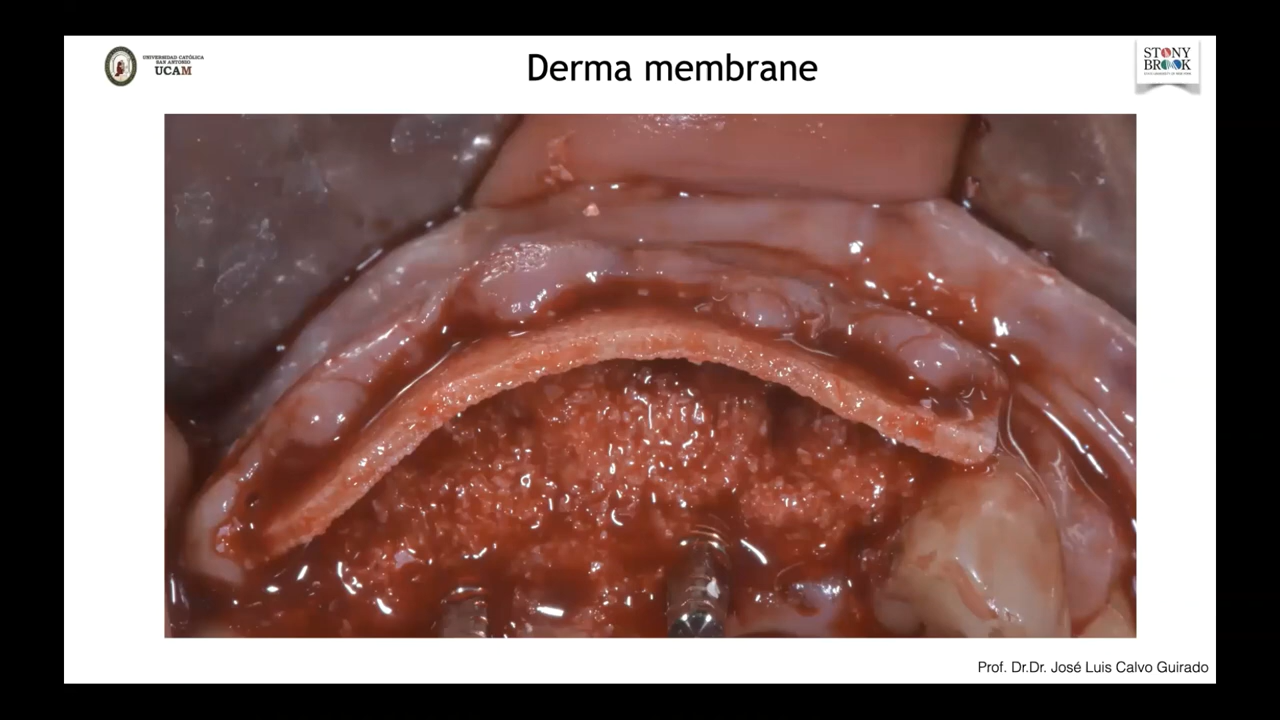 UNIVERSIDAD CATÓLICA
SAN ANTONIO
UCAM
Derma membrane
STONY
BROOK
Prof. Dr.Dr. José Luis Calvo Guirado